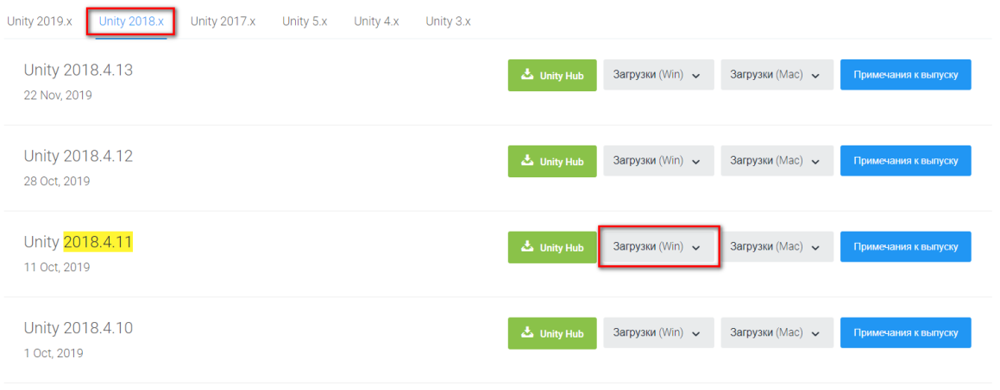 Unity 2019.x Unity 2018.x Unity 2017.x Unity 5.x Unity 4.x Unity 3.x
Unity 2018.4.13
22 Nov, 2019
Unity Hub Загрузки (Win) Загрузки (Mac) Примечания к выпуску
Unity 2018.4.12
28 Oct, 2019
Unity Hub Загрузки (Win) Загрузки (Mac) Примечания к выпуску
Unity 2018.4.11
11 Oct, 2019
Unity Hub Загрузки (Win) Загрузки (Mac) Примечания к выпуску
Unity 2018.4.10
1 Oct, 2019
Unity Hub Загрузки (Win) Загрузки (Mac) Примечания к выпуску